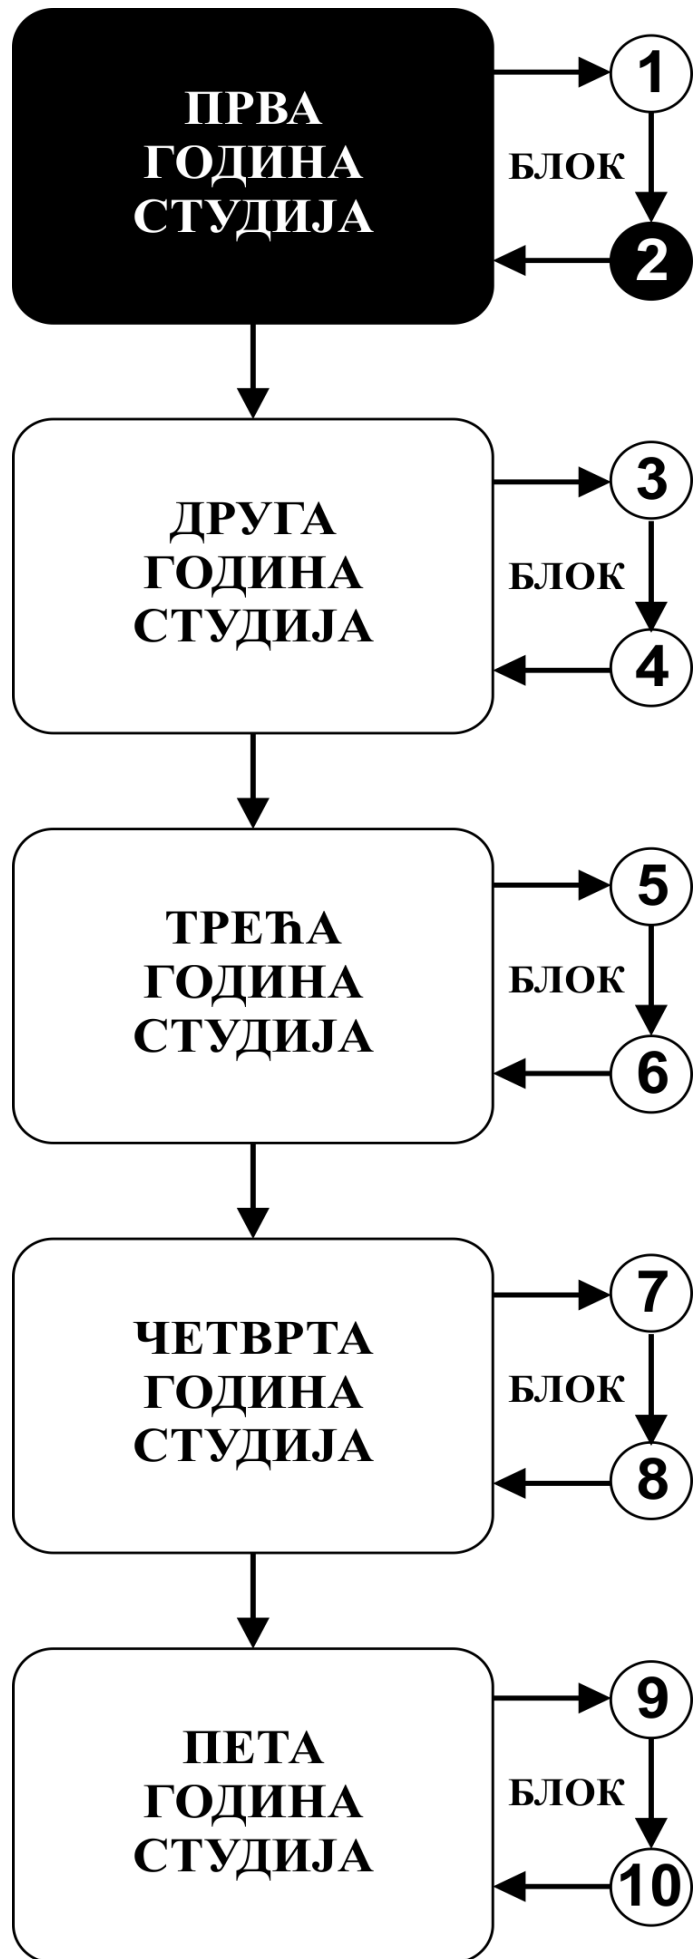 ПРВА
ГОДИНА
СТУДИЈА
1
БЛОК
2
ДРУГА
ГОДИНА
СТУДИЈА
3
БЛОК
4
ТРЕЋА
ГОДИНА
СТУДИЈА
5
БЛОК
6
ЧЕТВРТА
ГОДИНА
СТУДИЈА
7
БЛОК
8
ПЕТА
ГОДИНА
СТУДИЈА
9
БЛОК
10